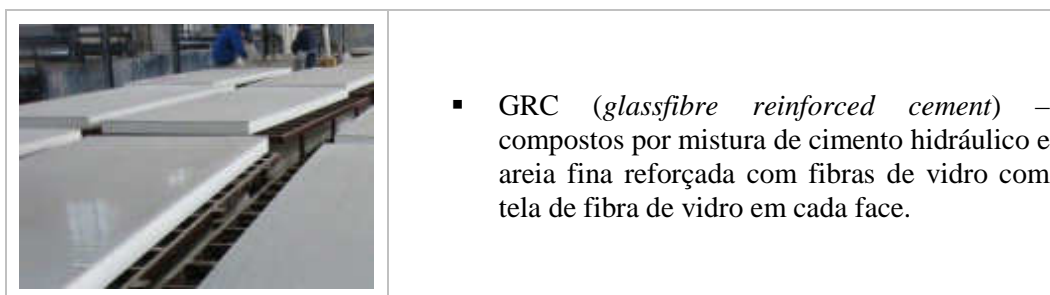 ▪ GRC (glassfibre reinforced cement) –
compostos por mistura de cimento hidráulico e
areia fina reforçada com fibras de vidro com
tela de fibra de vidro em cada face.